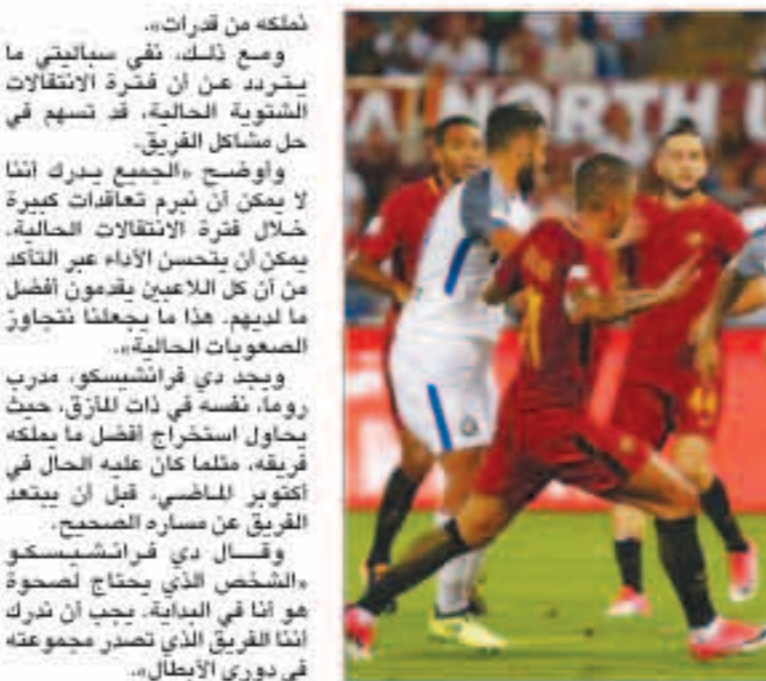 نملكه من قدرات».
ومع ذلك، نفى سباليتي ما
يتردد عن أن فترة الانتقالات
الشتوية الحالية، قد تسهم في
حل مشاكل الفريق.
وأوضح «الجميع يدرك أننا
لا يمكن أن نبرم تعاقدات كبيرة
خلال فترة الانتقالات الحالية.
يمكن أن يتحسن الأداء عبر التأكد
من أن كل اللاعبين يقدمون أفضل
ما لديهم. هذا ما يجعلنا نتجاوز
الصعوبات الحالية».
ويجد دي فرانشيسكو، مدرب
روما، نفسه في ذات المأزق، حيث
يحاول استخراج أفضل ما يملكه
فريقه، مثلما كان عليه الحال في
أكتوبر الماضي، قبل أن يبتعد
الفريق عن مساره الصحيح.
وقال دي فرانشيسكو
«الشخص الذي يحتاج لصحوة
هو أنا في البداية. يجب أن ندرك
أننا الفريق الذي تصدر مجموعته
في دوري الأبطال».
NORTH